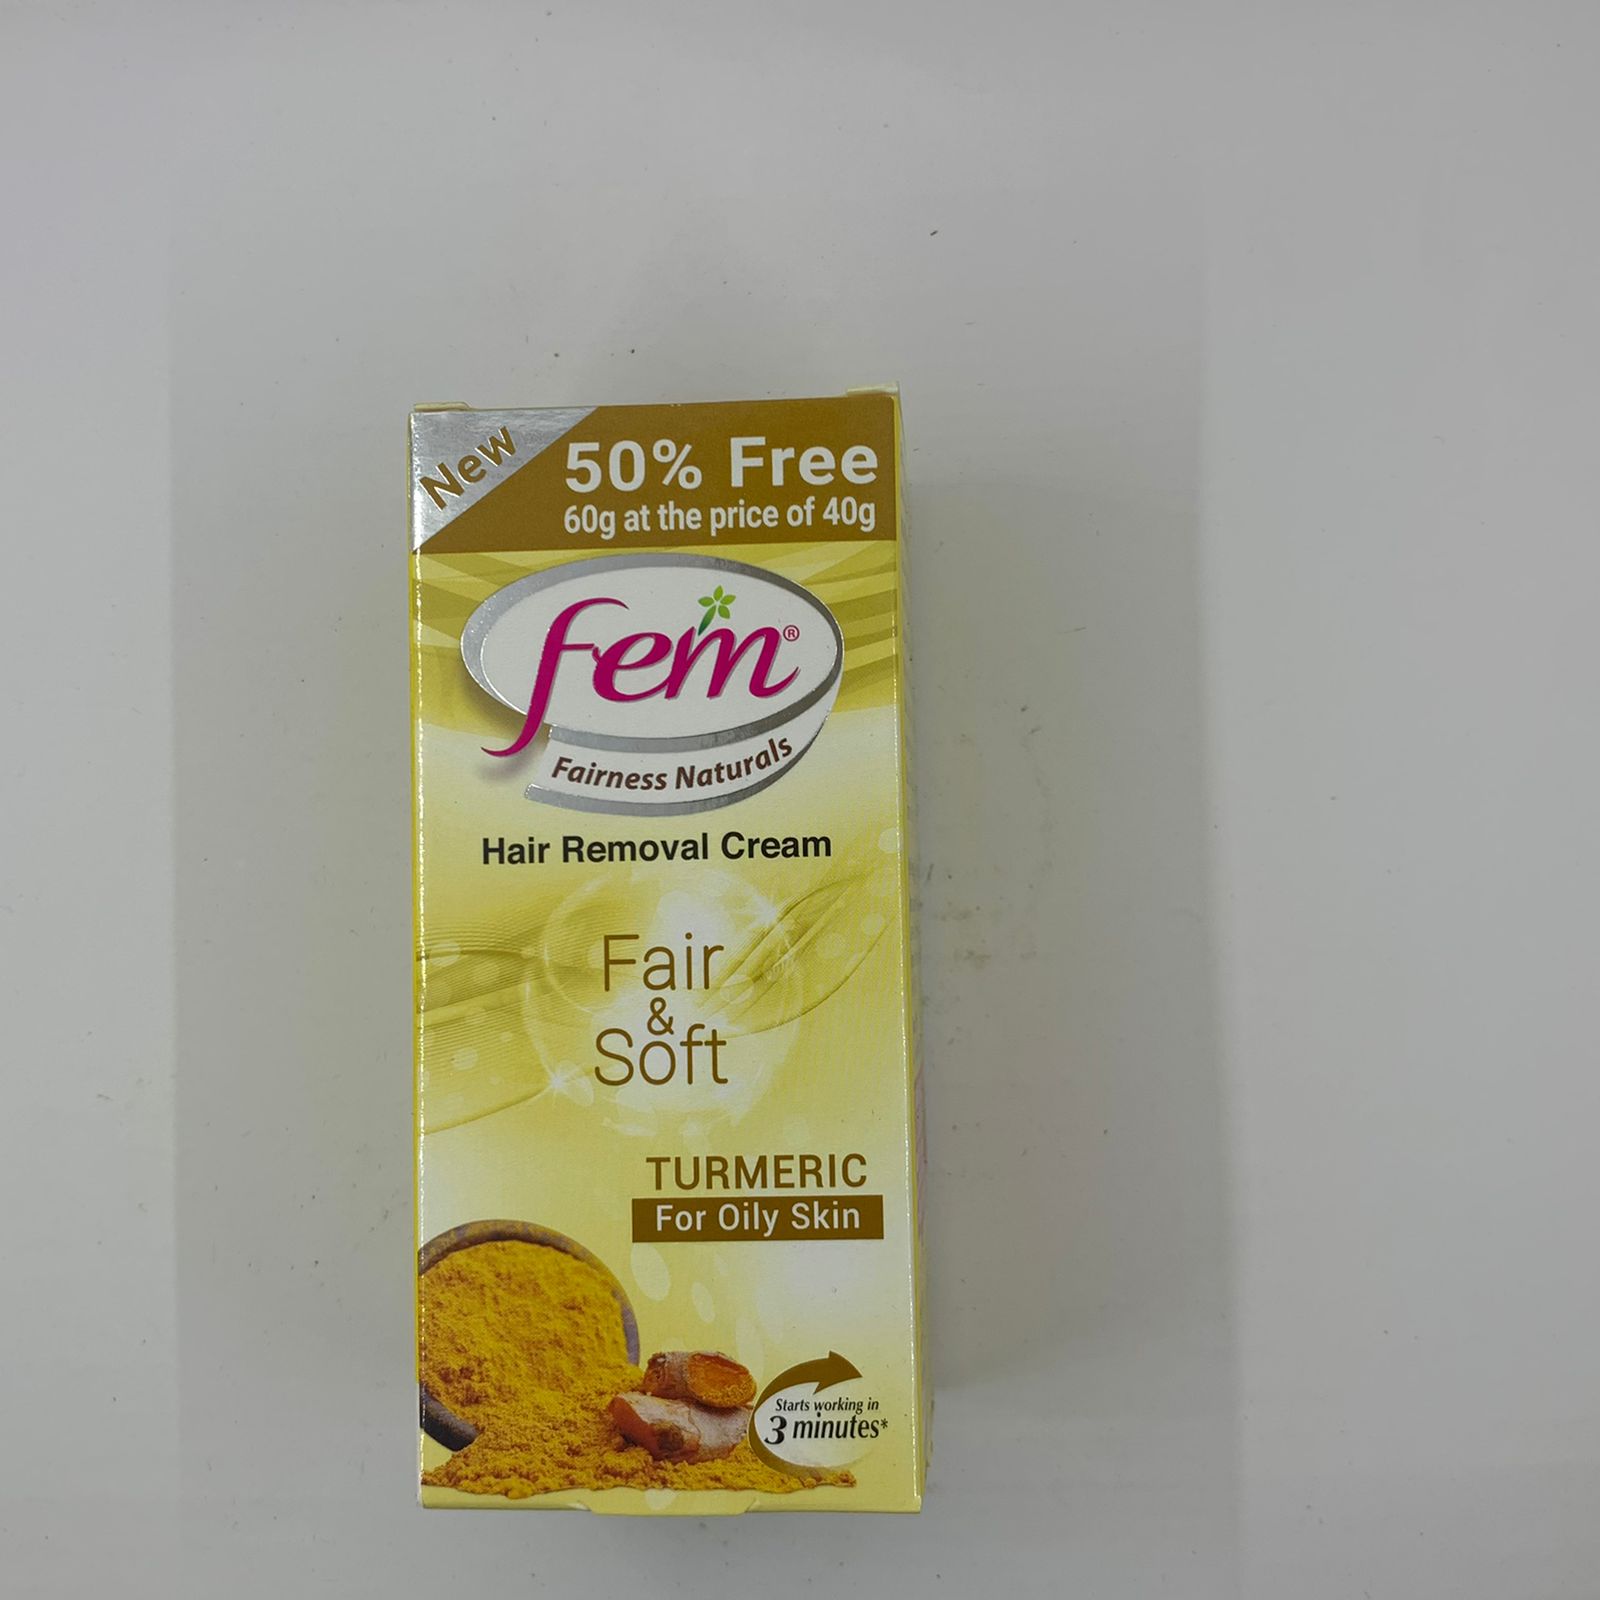 New
50% Free
60g at the price of 40g
fem®
Fairness Naturals
Hair Removal Cream
Fair
&
Soft
TURMERIC
For Oily Skin
Starts working in
3 minutes*